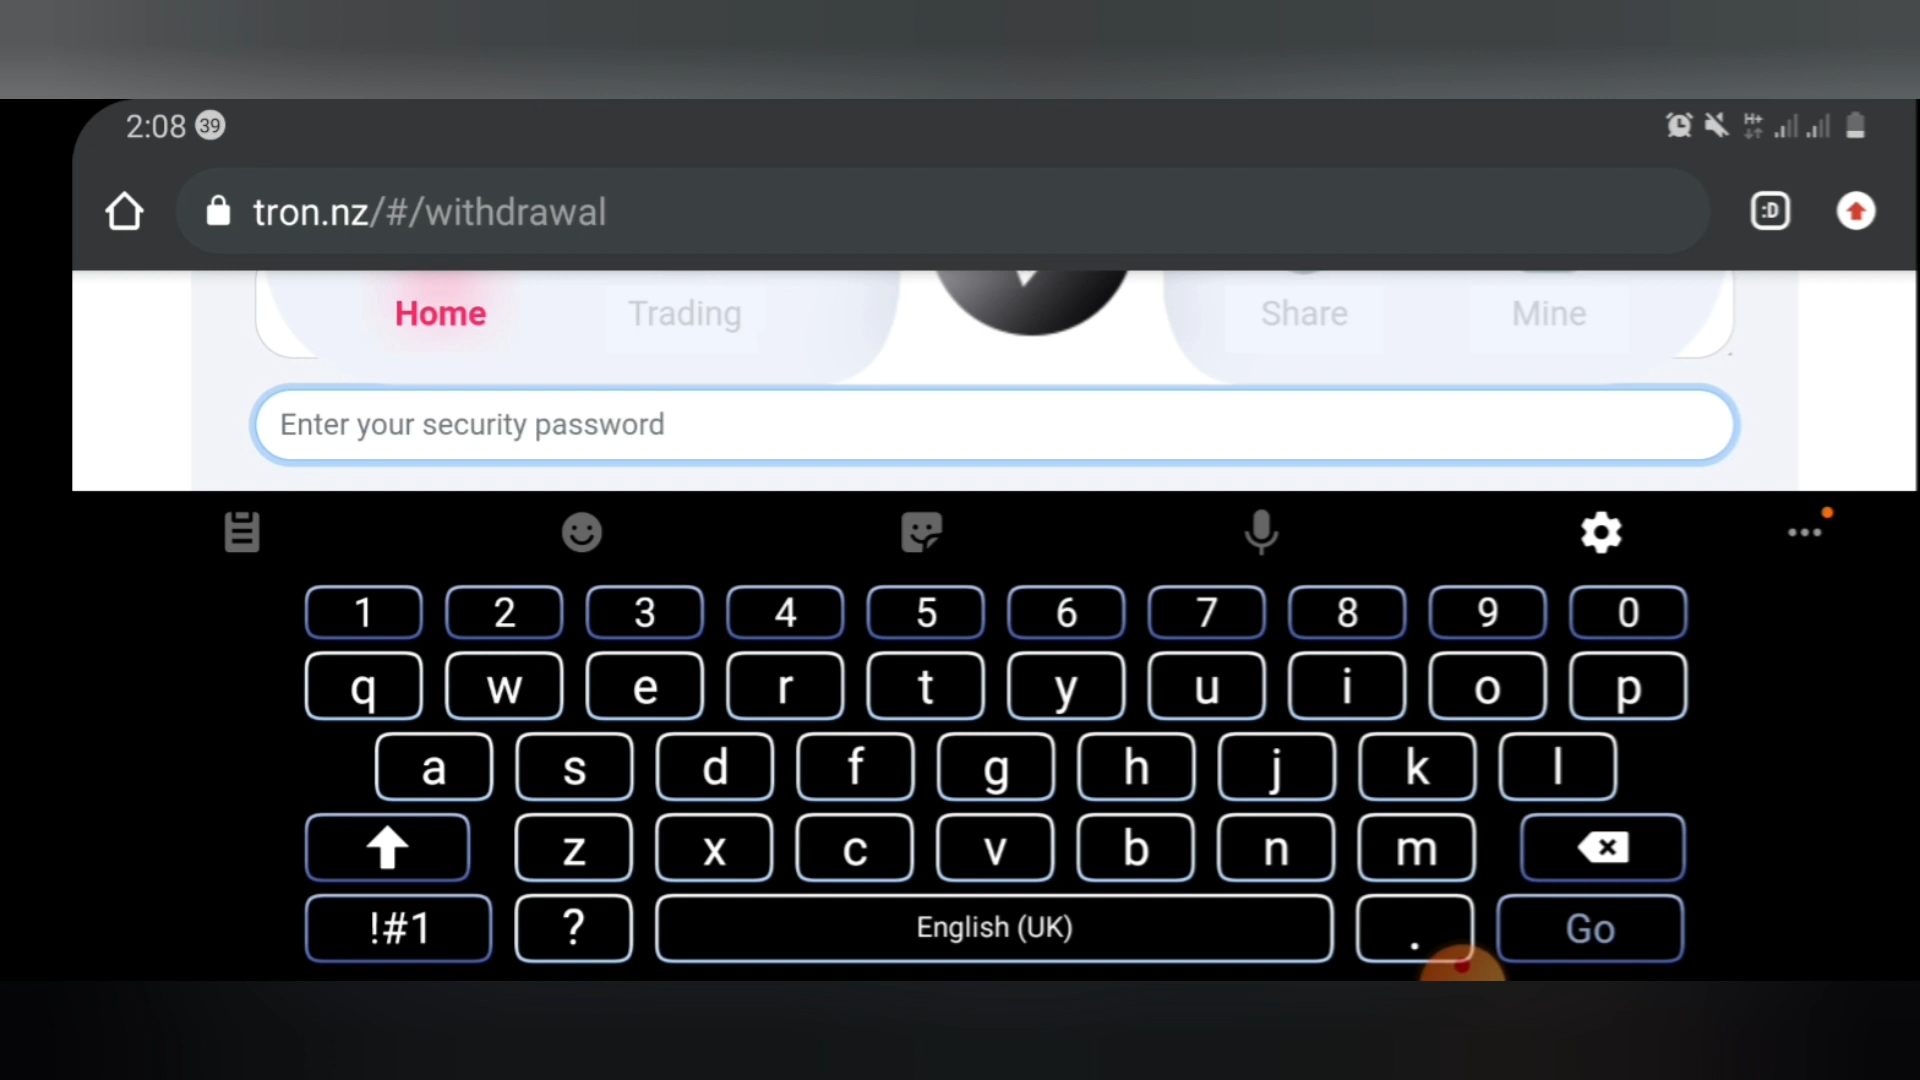 2:08 39 H+
tron.nz/#/withdrawal :D
Home Trading Share Mine
Enter your security password
1 2 3 4 5 6 7 8 9 0
q w e r t y u i o p
a s d f g h j k l
z x c v b n m
!#1 ? English (UK) . Go